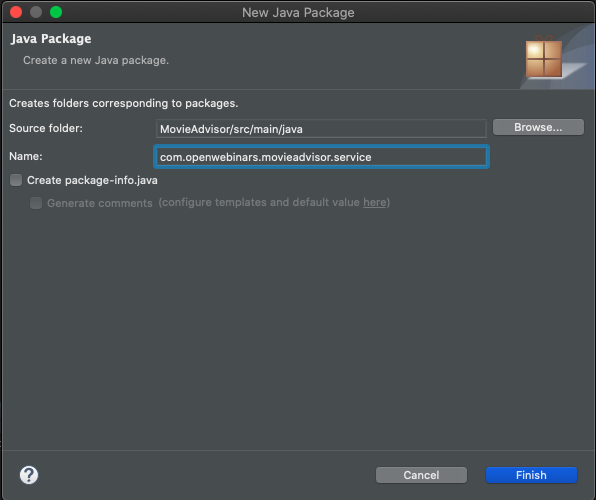 New Java Package
Java Package
Create a new Java package.
Creates folders corresponding to packages.
Source folder: MovieAdvisor/src/main/java Browse...
Name: com.openwebinars.movieadvisor.service
Create package-info.java
Generate comments (configure templates and default value here)
? Cancel Finish